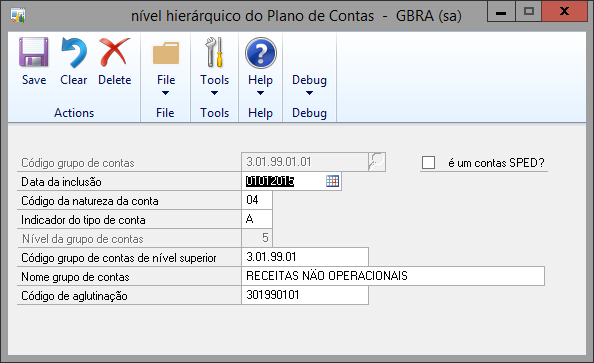 nível hierárquico do Plano de Contas - GBRA (sa)
Save Clear Delete File Tools Help Debug
Actions File Tools Help Debug
Código grupo de contas 3.01.99.01.01 é um contas SPED?
Data da inclusão 01012015
Código da natureza da conta 04
Indicador do tipo de conta A
Nível da grupo de contas 5
Código grupo de contas de nível superior 3.01.99.01
Nome grupo de contas RECEITAS NÄO OPERACIONAIS
Código de aglutinação 301990101